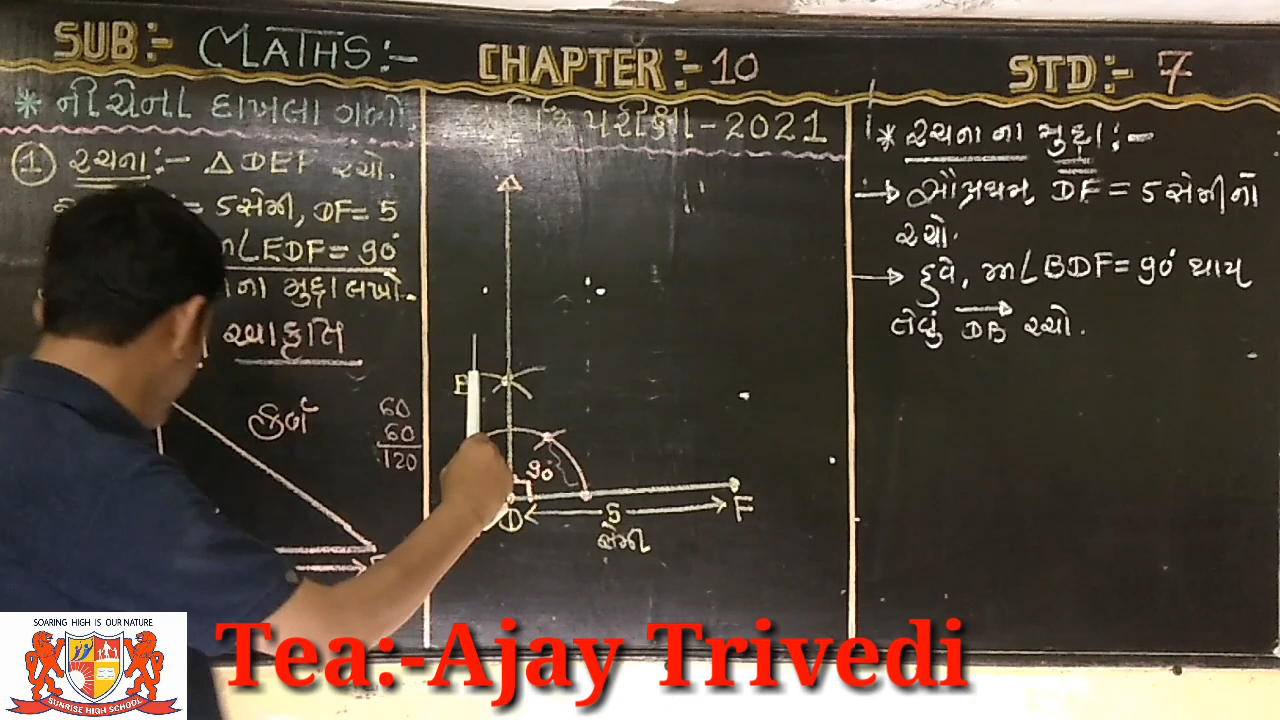 SUB:- MATHS:-
CHAPTER:- 10
STD:- 7
* નીચેના દાખલા ગણો.
① રચના:- △DEF રચો.
= 5સેમી, DF= 5
m∠EDF= 90°
ના મુદ્દા લખો.
આકૃતિ
કર્ણ
60
60
120
પરીક્ષા-2021
90°
D
5
F
સેમી
* રચના ના મુદ્દા:-
→ સૌપ્રથમ DF = 5સેમીનો
રચો.
→ હવે, m∠BDF= 90° થાય
તેવું DB રચો.
SOARING HIGH IS OUR NATURE
SUNRISE HIGH SCHOOL
Tea:-Ajay Trivedi